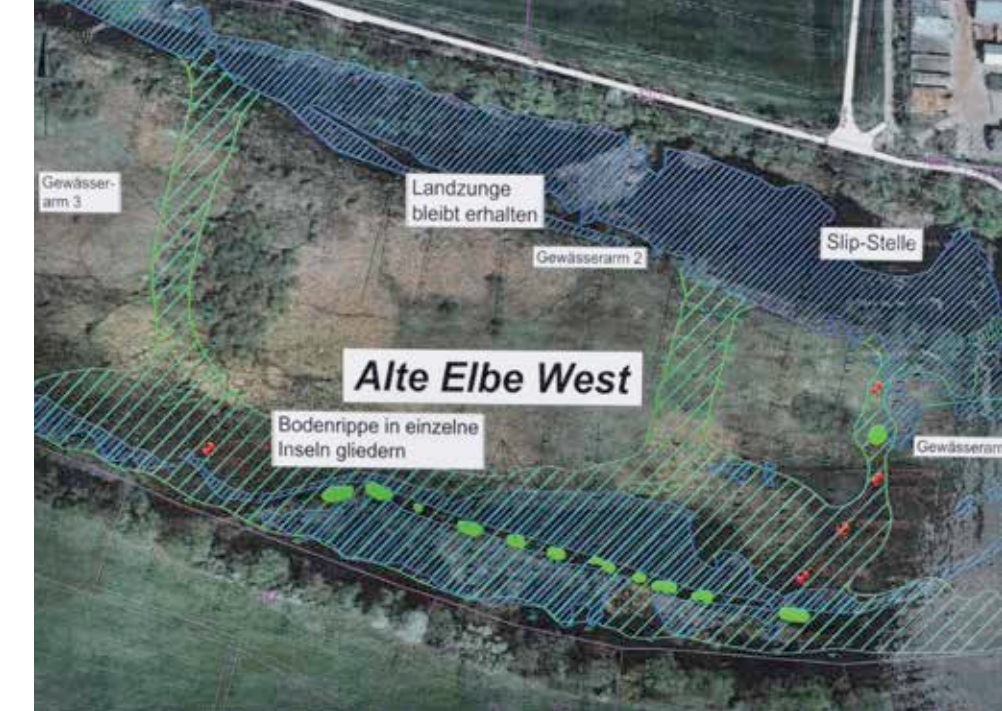 Gewässer-
arm 3
Landzunge
bleibt erhalten
Gewässerarm 2
Slip-Stelle
Alte Elbe West
Bodenrippe in einzelne
Inseln gliedern
Gewässerarm